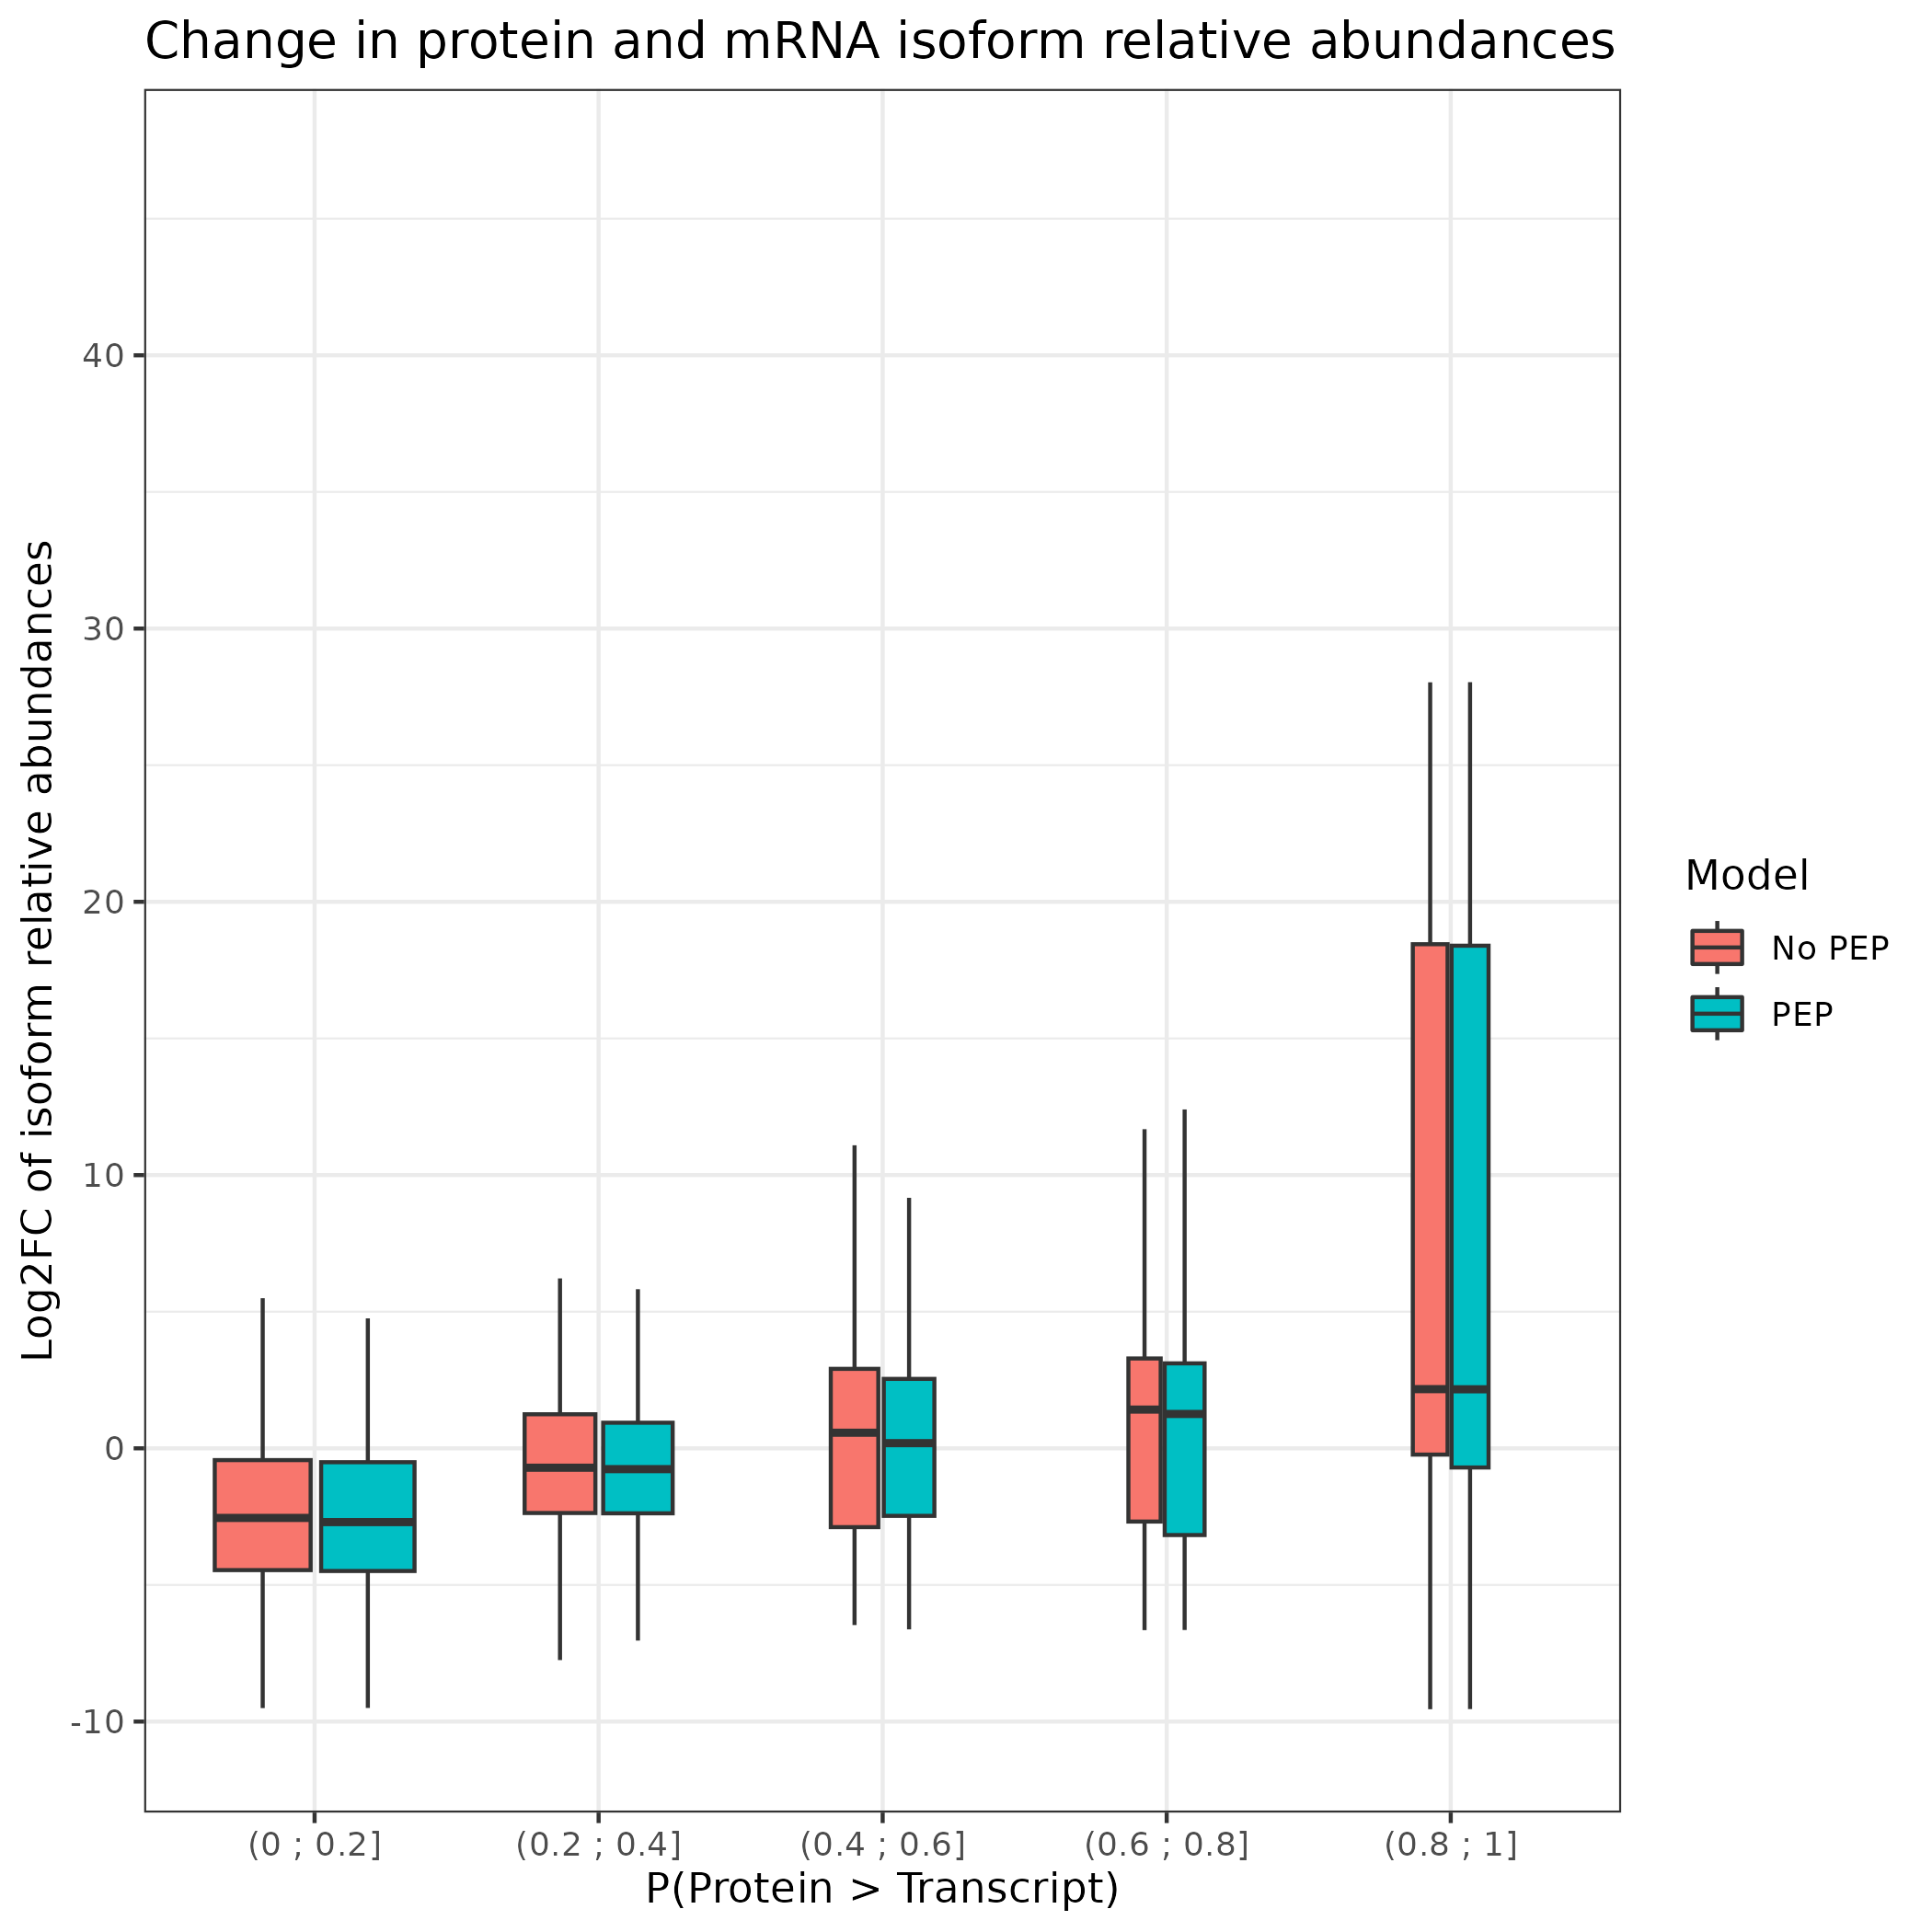 Change in protein and mRNA isoform relative abundances
Log2FC of isoform relative abundances
40
30
20
10
0
-10
(0 ; 0.2]
(0.2 ; 0.4]
(0.4 ; 0.6]
(0.6 ; 0.8]
(0.8 ; 1]
P(Protein > Transcript)
Model
No PEP
PEP